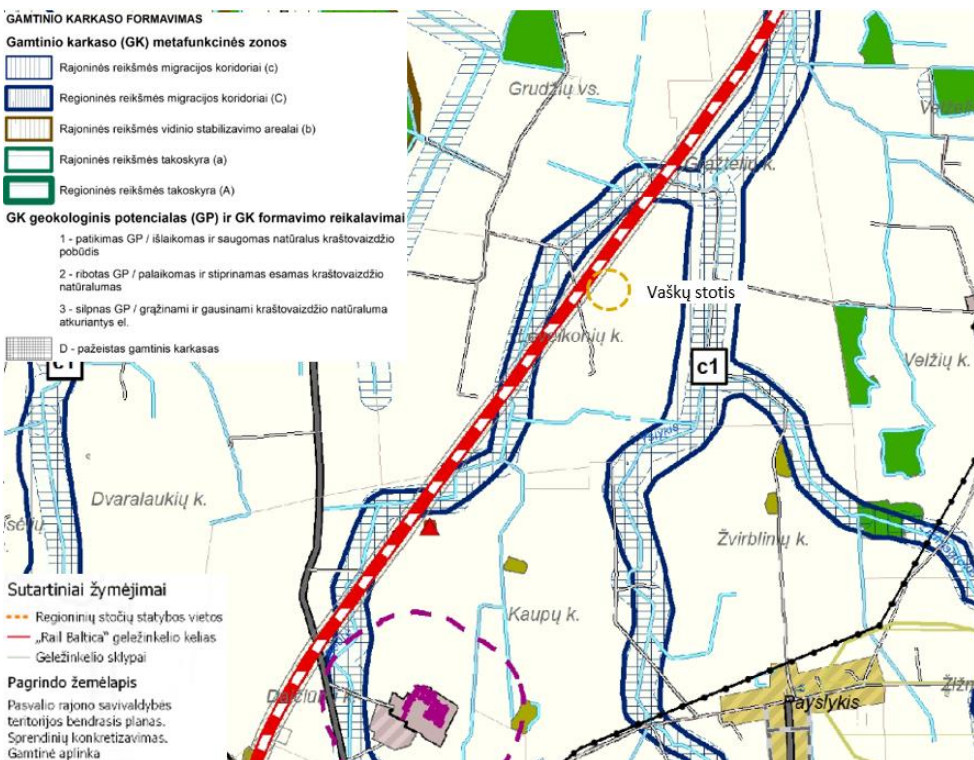 GAMTINIO KARKASO FORMAVIMAS
Gamtinio karkaso (GK) metafunkcinės zonos
Rajoninės reikšmės migracijos koridoriai (c)
Regioninės reikšmės migracijos koridoriai (C)
Rajoninės reikšmės vidinio stabilizavimo arealai (b)
Rajoninės reikšmės takoskyra (a)
Regioninės reikšmės takoskyra (A)
GK geokologinis potencialas (GP) ir GK formavimo reikalavimai
1 - patikimas GP / išlaikomas ir saugomas natūralus kraštovaizdžio
pobūdis
2 - ribotas GP / palaikomas ir stiprinamas esamas kraštovaizdžio
natūralumas
3 - silpnas GP / grąžinami ir gausinami kraštovaizdžio natūraluma
atkuriantys el.
D - pažeistas gamtinis karkasas
Grudžių vs.
Grąžtelių k.
Vaškų stotis
k.
c1
c1
Velžių k.
Dvaralaukių k.
Žvirblinių k.
Kaupų k.
Pavslykis
Sutartiniai žymėjimai
Regioninių stočių statybos vietos
„Rail Baltica" geležinkelio kelias
Geležinkelio sklypai
Pagrindo žemėlapis
Pasvalio rajono savivaldybės
teritorijos bendrasis planas.
Sprendinių konkretizavimas.
Gamtinė aplinka